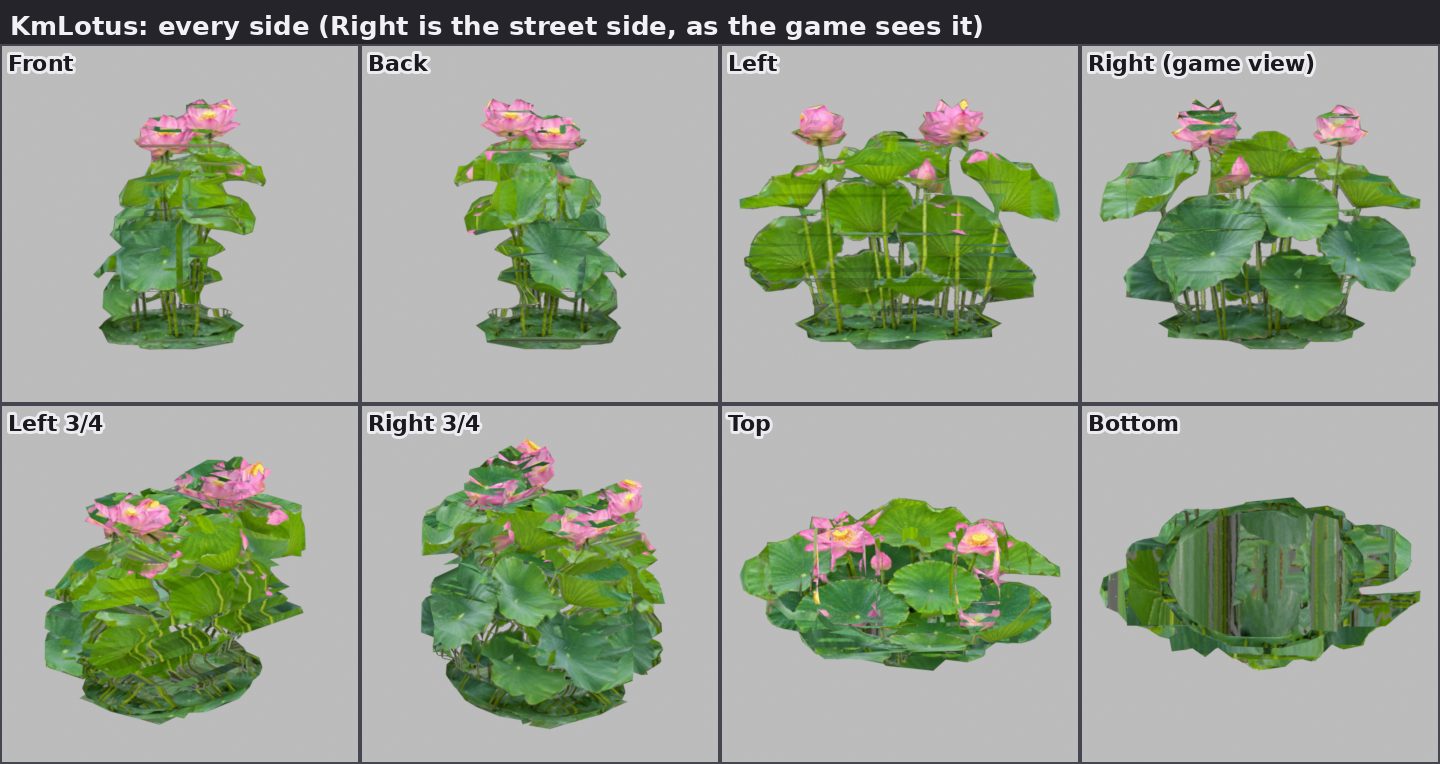 KmLotus: every side (Right is the street side, as the game sees it)
Front
Back
Left
Right (game view)
Left 3/4
Right 3/4
Top
Bottom